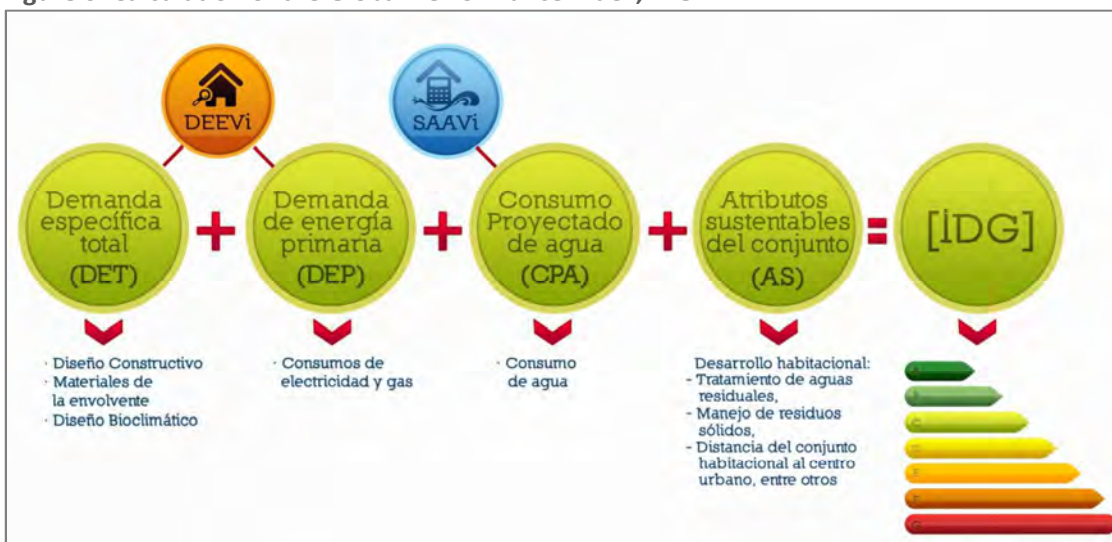 DEEVi
SAAVi
Demanda
específica
total
(DET)
+
Demanda
de energía
primaria
(DEP)
+
Consumo
Proyectado
de agua
(CPA)
+
Atributos
sustentables
del conjunto
(AS)
=
[IDG]
· Diseño Constructivo
· Materiales de
la envolvente
· Diseño Bioclimático
· Consumos de
electricidad y gas
· Consumo
de agua
Desarrollo habitacional:
- Tratamiento de aguas
residuales,
- Manejo de residuos
sólidos,
- Distancia del conjunto
habitacional al centro
urbano, entre otros
A
C
G